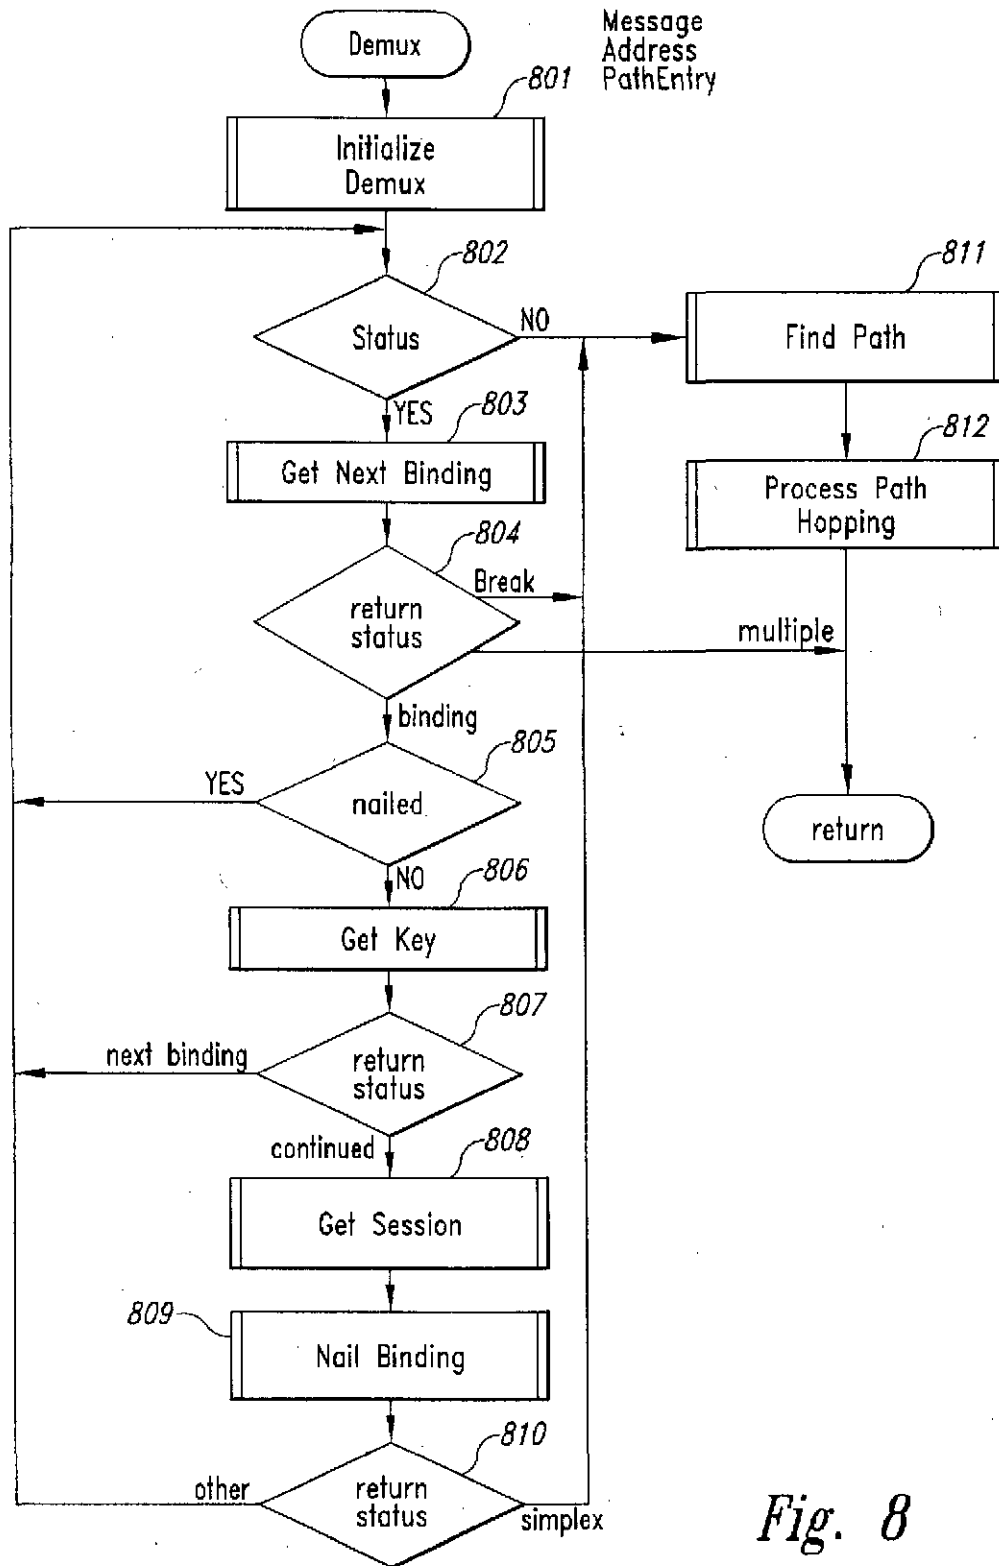 Demux
Message
Address
PathEntry
801
Initialize
Demux
802
Status
NO
YES
811
Find Path
803
Get Next Binding
812
Process Path
Hopping
804
return
status
Break
multiple
binding
805
nailed
YES
NO
return
806
Get Key
807
return
status
next binding
continued
808
Get Session
809
Nail Binding
810
return
status
other
simplex
Fig. 8